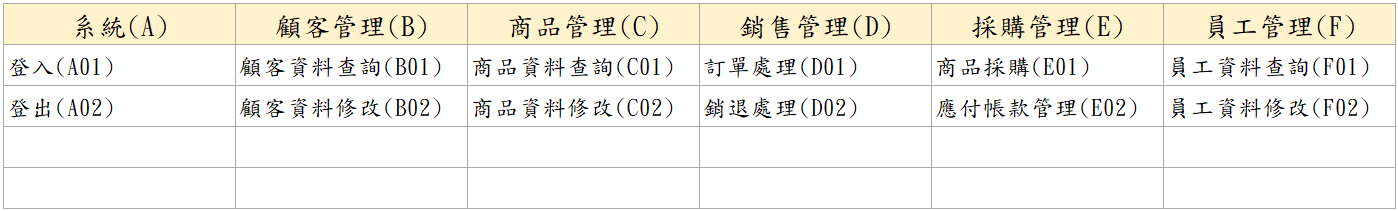 系統(A) 顧客管理(B) 商品管理(C) 銷售管理(D) 採購管理(E) 員工管理(F)
登入(A01) 顧客資料查詢(B01) 商品資料查詢(C01) 訂單處理(D01) 商品採購(E01) 員工資料查詢(F01)
登出(A02) 顧客資料修改(B02) 商品資料修改(C02) 銷退處理(D02) 應付帳款管理(E02) 員工資料修改(F02)